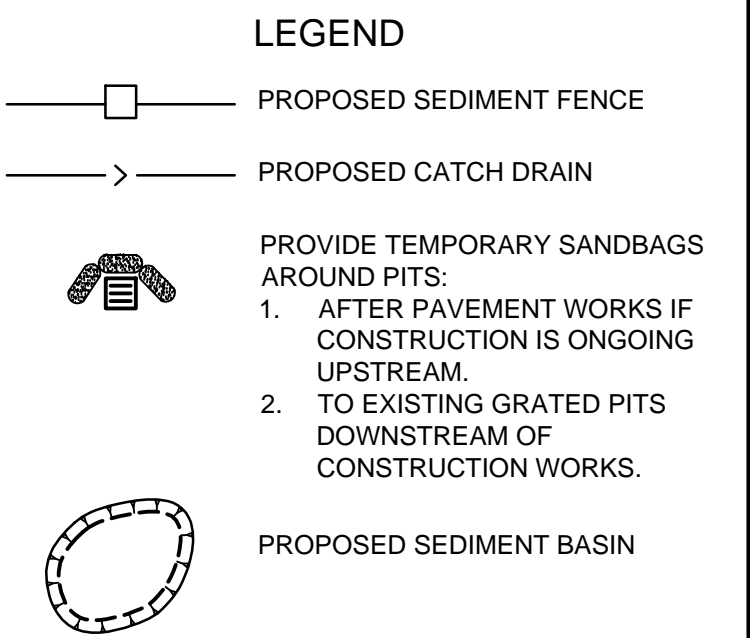 LEGEND
PROPOSED SEDIMENT FENCE
PROPOSED CATCH DRAIN
PROVIDE TEMPORARY SANDBAGS
AROUND PITS:
1. AFTER PAVEMENT WORKS IF
CONSTRUCTION IS ONGOING
UPSTREAM.
2. TO EXISTING GRATED PITS
DOWNSTREAM OF
CONSTRUCTION WORKS.
PROPOSED SEDIMENT BASIN